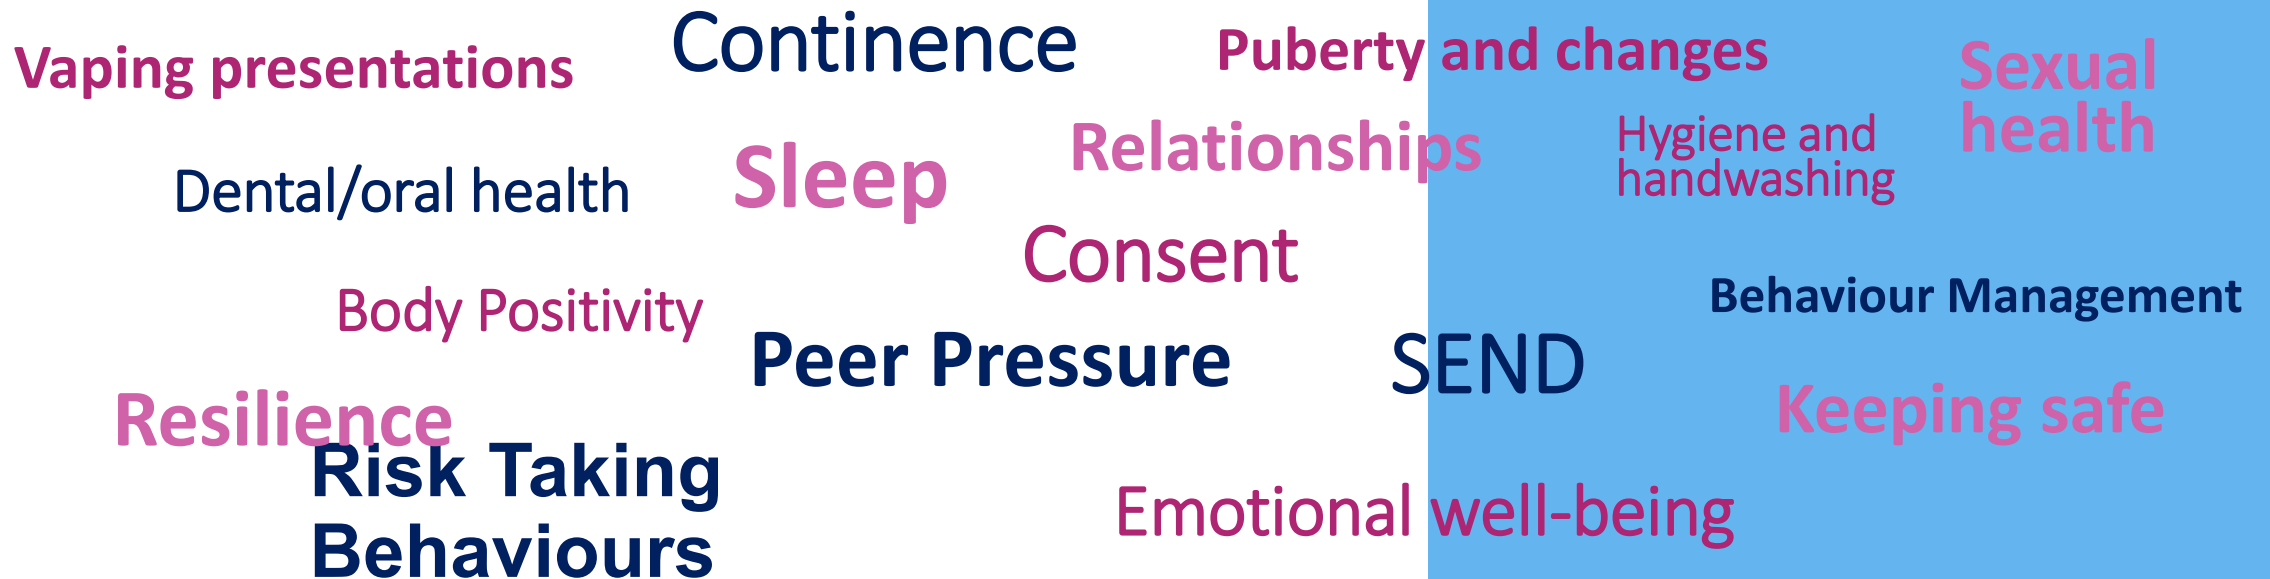 Continence
Puberty and changes
Vaping presentations
Sexual
health
Relationships
Hygiene and
handwashing
Sleep
Dental/oral health
Consent
Behaviour Management
Body Positivity
Peer Pressure
SEND
Keeping safe
Resilience
Risk Taking
Behaviours
Emotional well-being